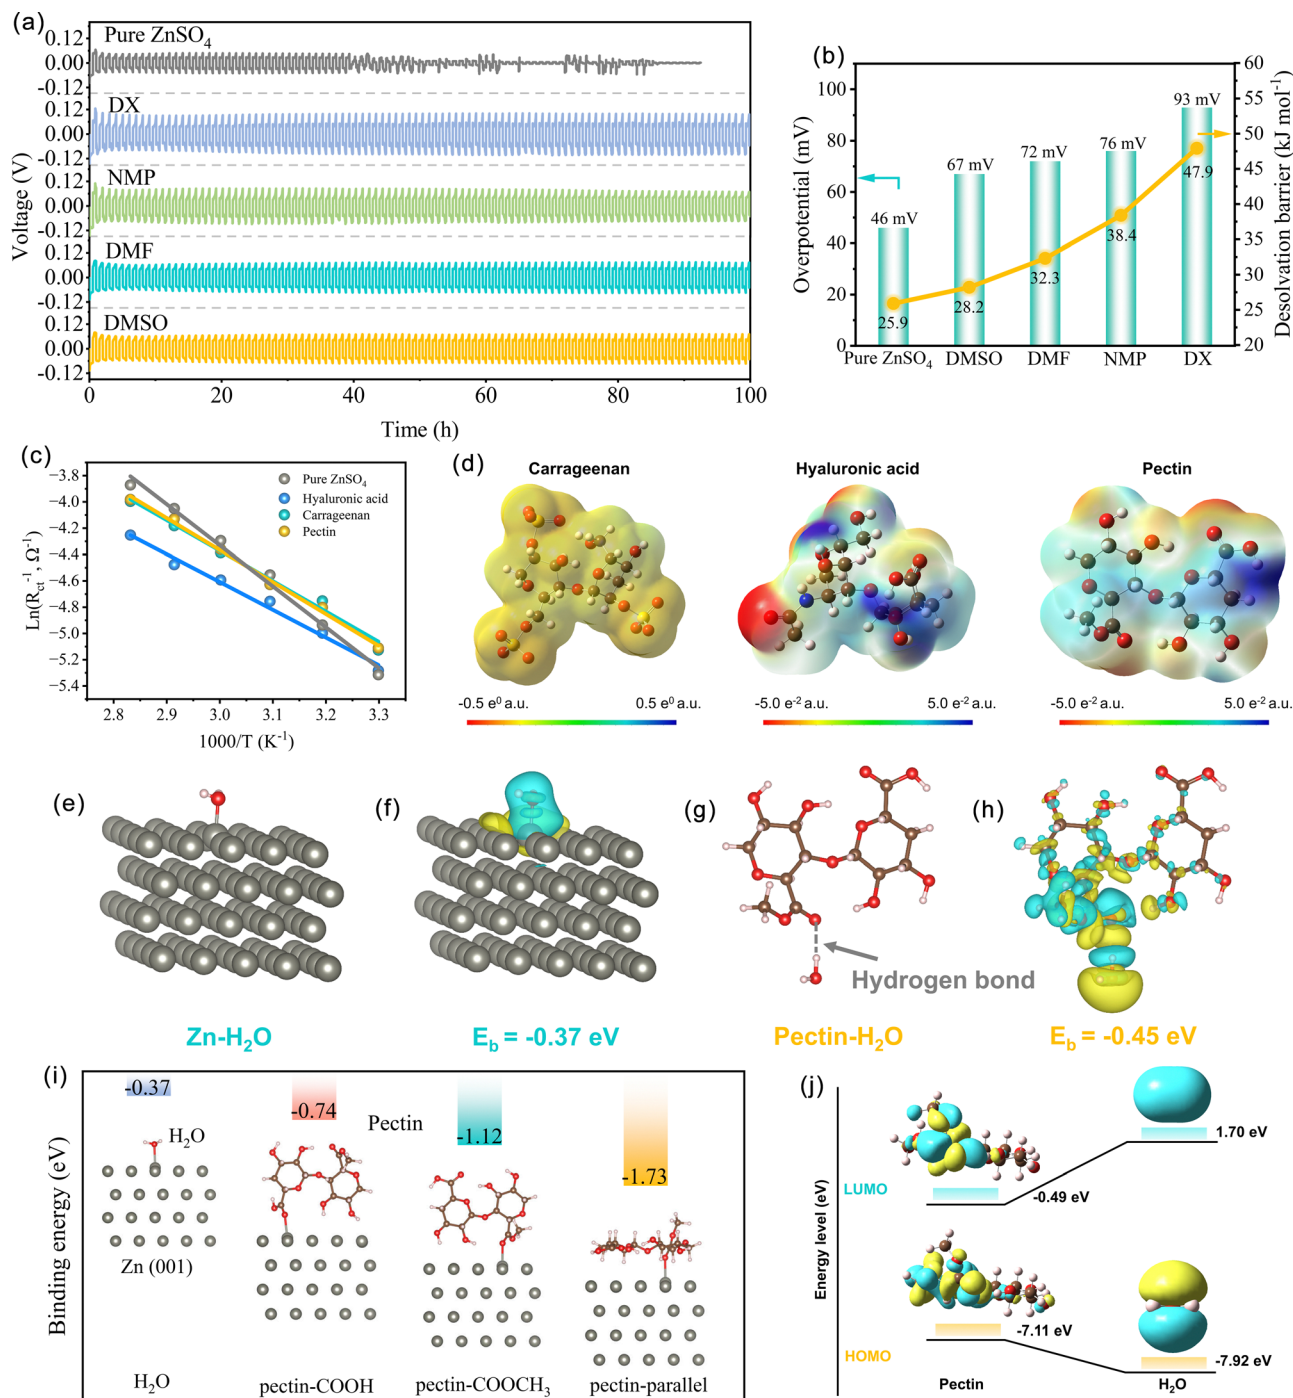 (a)
Pure ZnSO₄
0.12
0.00
-0.12
DX
0.12
0.00
-0.12
NMP
0.12
0.00
-0.12
DMF
0.12
0.00
-0.12
DMSO
0.12
0.00
-0.12
Voltage (V)
0 20 40 60 80 100
Time (h)
(b)
Overpotential (mV)
100
80
60
40
20
0
60
55
50
45
40
35
30
25
20
Desolvation barrier (kJ mol⁻¹)
46 mV
67 mV
72 mV
76 mV
93 mV
25.9
28.2
32.3
38.4
47.9
Pure ZnSO₄ DMSO DMF NMP DX
(c)
Ln(R_ct⁻¹, Ω⁻¹)
-3.8
-4.0
-4.2
-4.4
-4.6
-4.8
-5.0
-5.2
-5.4
Pure ZnSO₄
Hyaluronic acid
Carrageenan
Pectin
2.8 2.9 3.0 3.1 3.2 3.3
1000/T (K⁻¹)
(d)
Carrageenan
Hyaluronic acid
Pectin
-0.5 e⁰ a.u. 0.5 e⁰ a.u.
-5.0 e⁻² a.u. 5.0 e⁻² a.u.
-5.0 e⁻² a.u. 5.0 e⁻² a.u.
(e)
(f)
(g)
Hydrogen bond
(h)
Zn-H₂O
E_b = -0.37 eV
Pectin-H₂O
E_b = -0.45 eV
(i)
Binding energy (eV)
-0.37
-0.74
-1.12
-1.73
Pectin
H₂O
Zn (001)
H₂O
pectin-COOH
pectin-COOCH₃
pectin-parallel
(j)
Energy level (eV)
LUMO
-0.49 eV
1.70 eV
HOMO
-7.11 eV
-7.92 eV
Pectin
H₂O